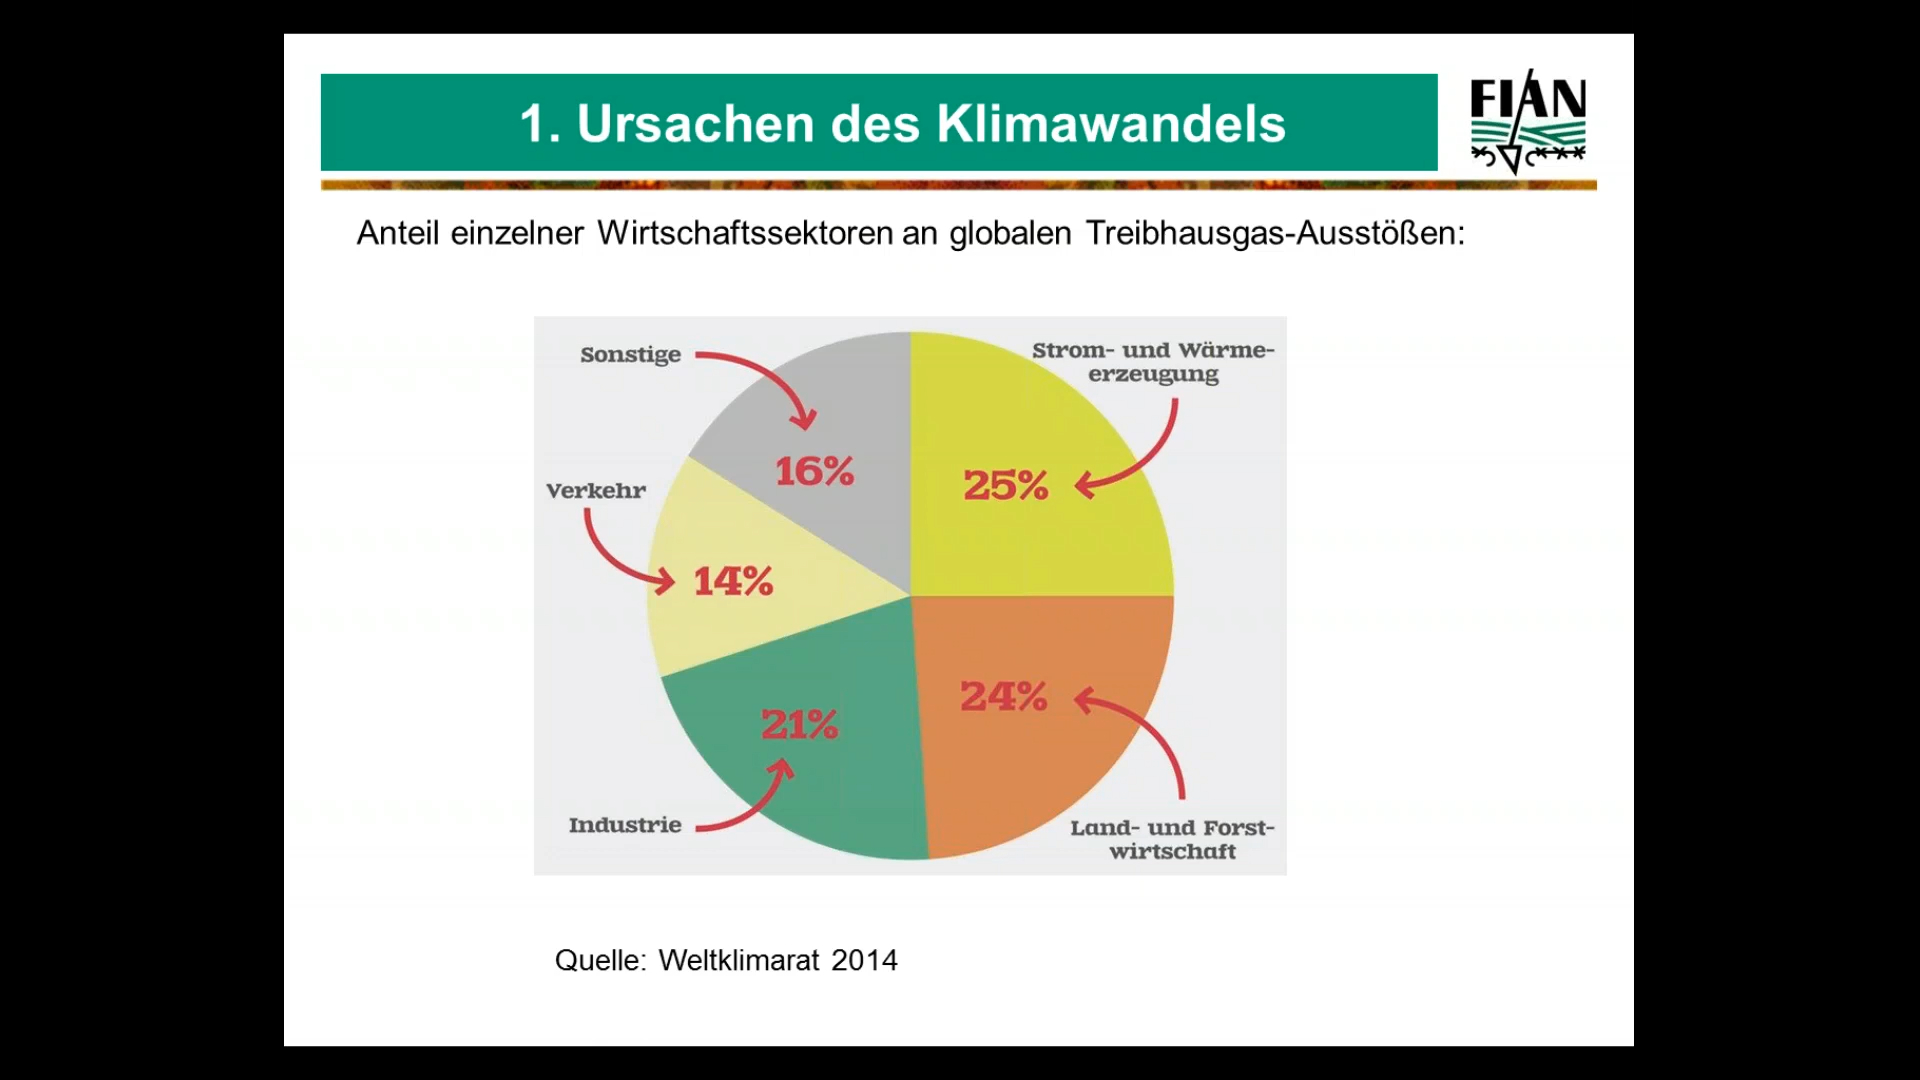 1. Ursachen des Klimawandels
FIAN
Anteil einzelner Wirtschaftssektoren an globalen Treibhausgas-Ausstößen:
Sonstige
Strom- und Wärme-
erzeugung
16%
25%
Verkehr
14%
24%
21%
Industrie
Land- und Forst-
wirtschaft
Quelle: Weltklimarat 2014